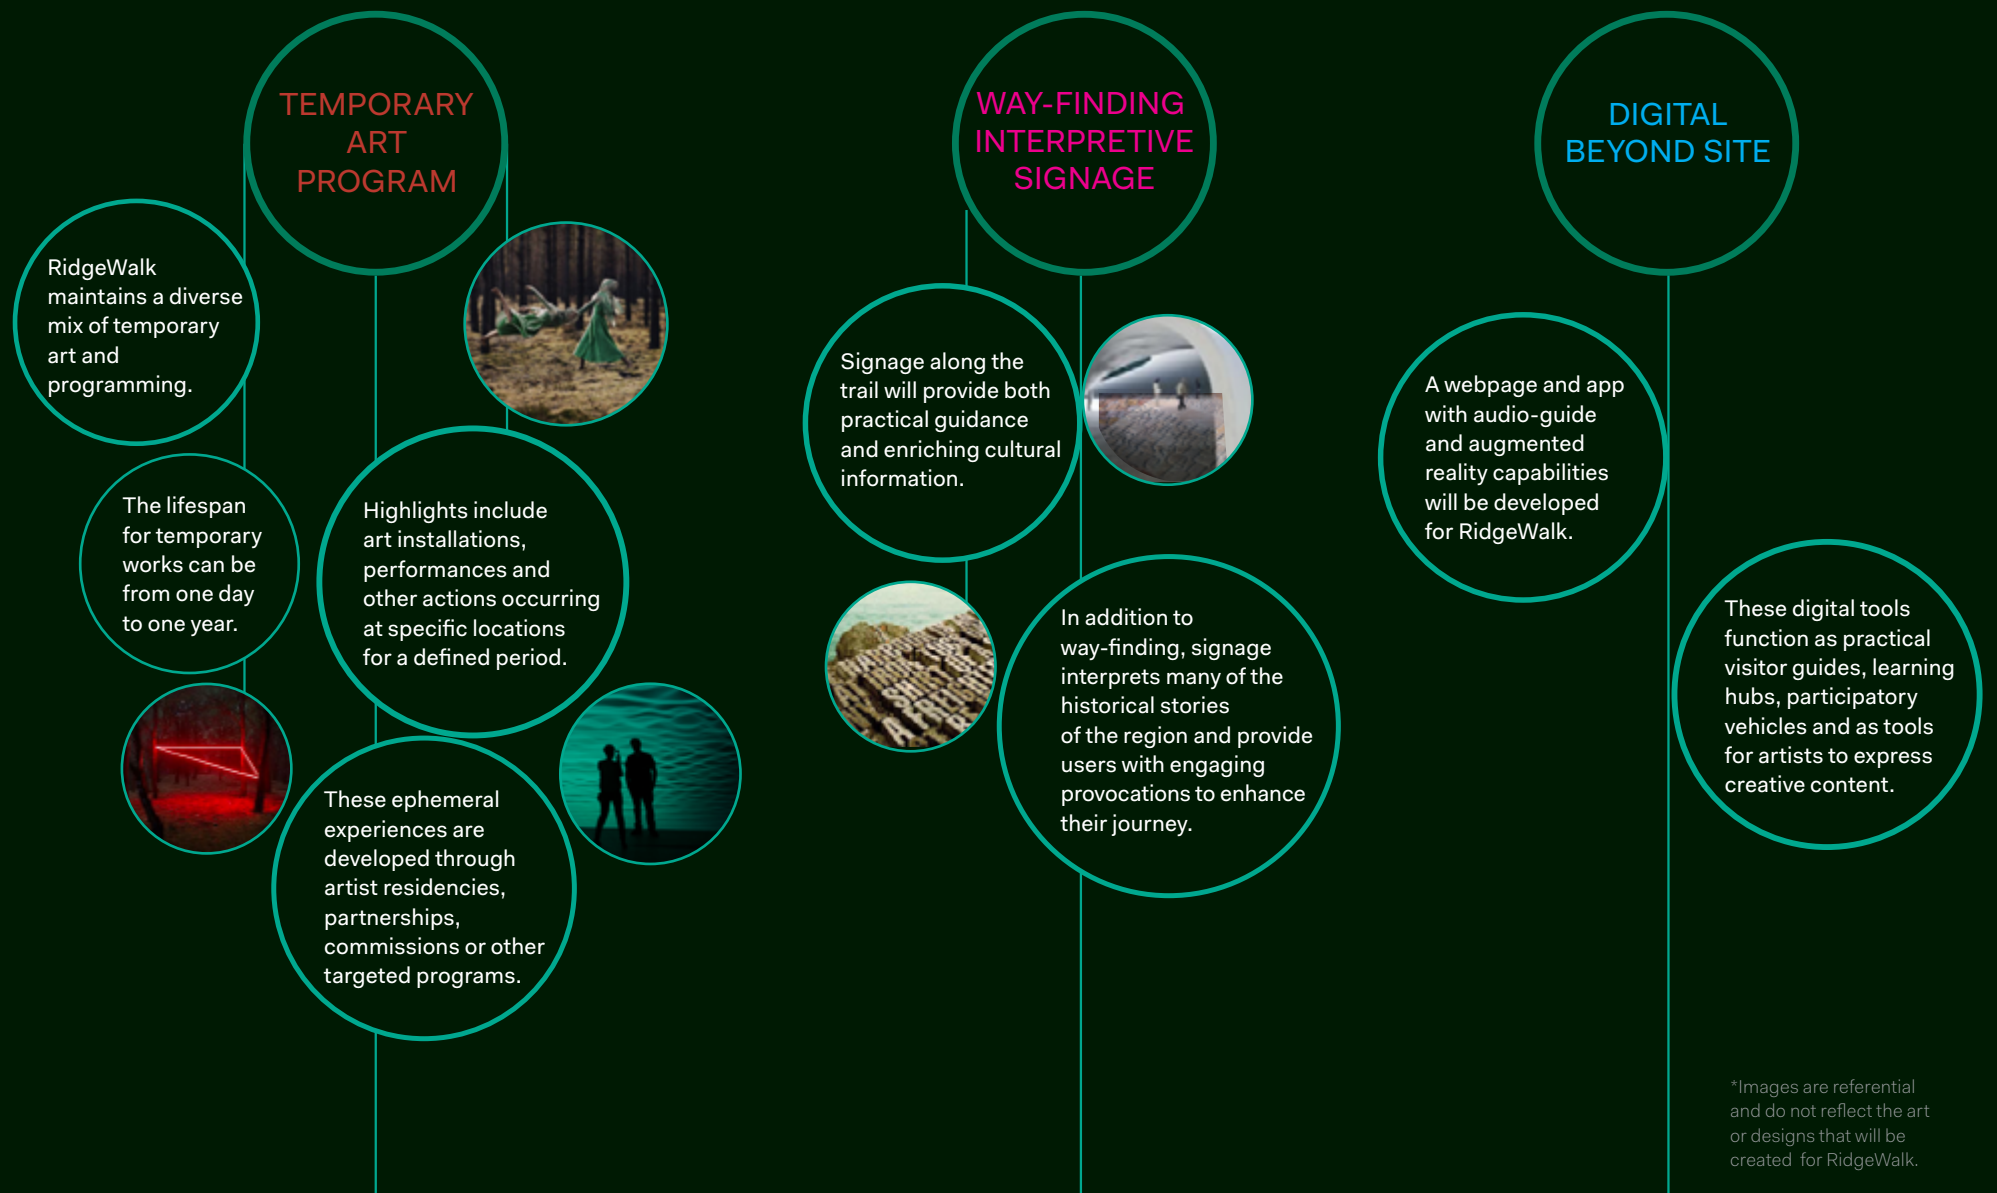 TEMPORARY
ART
PROGRAM
RidgeWalk
maintains a diverse
mix of temporary
art and
programming.
The lifespan
for temporary
works can be
from one day
to one year.
Highlights include
art installations,
performances and
other actions occurring
at specific locations
for a defined period.
These ephemeral
experiences are
developed through
artist residencies,
partnerships,
commissions or other
targeted programs.
WAY-FINDING
INTERPRETIVE
SIGNAGE
Signage along the
trail will provide both
practical guidance
and enriching cultural
information.
In addition to
way-finding, signage
interprets many of the
historical stories
of the region and provide
users with engaging
provocations to enhance
their journey.
DIGITAL
BEYOND SITE
A webpage and app
with audio-guide
and augmented
reality capabilities
will be developed
for RidgeWalk.
These digital tools
function as practical
visitor guides, learning
hubs, participatory
vehicles and as tools
for artists to express
creative content.
*Images are referential
and do not reflect the art
or designs that will be
created for RidgeWalk.